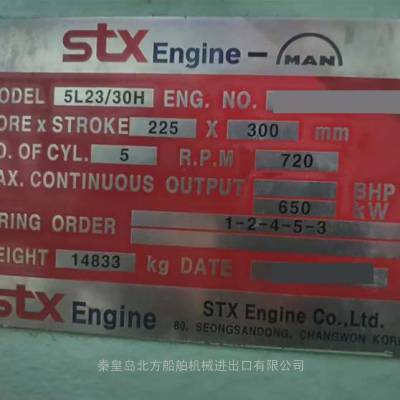 STX Engine - MAN
MODEL 5L23/30H ENG. NO.
ORE x STROKE 225 X 300 mm
O. OF CYL. 5 R.P.M 720
AX. CONTINUOUS OUTPUT BHP
650 kW
RING ORDER 1-2-4-5-3
EIGHT 14833 kg DATE
STX Engine STX Engine Co.,Ltd.
80, SEONGSANDONG, CHANGWON KOR
秦皇岛北方船舶机械进出口有限公司